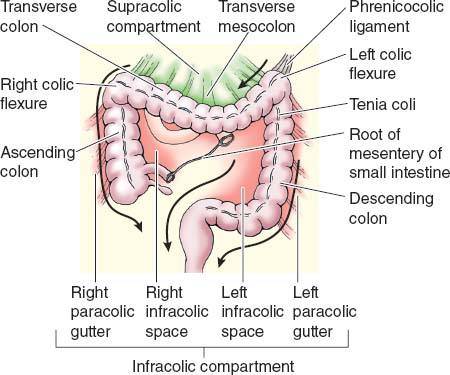 Transverse
colon
Supracolic
compartment
Transverse
mesocolon
Phrenicocolic
ligament
Left colic
flexure
Right colic
flexure
Tenia coli
Root of
mesentery of
small intestine
Ascending
colon
Descending
colon
Right
paracolic
gutter
Right
infracolic
space
Left
infracolic
space
Left
paracolic
gutter
Infracolic compartment